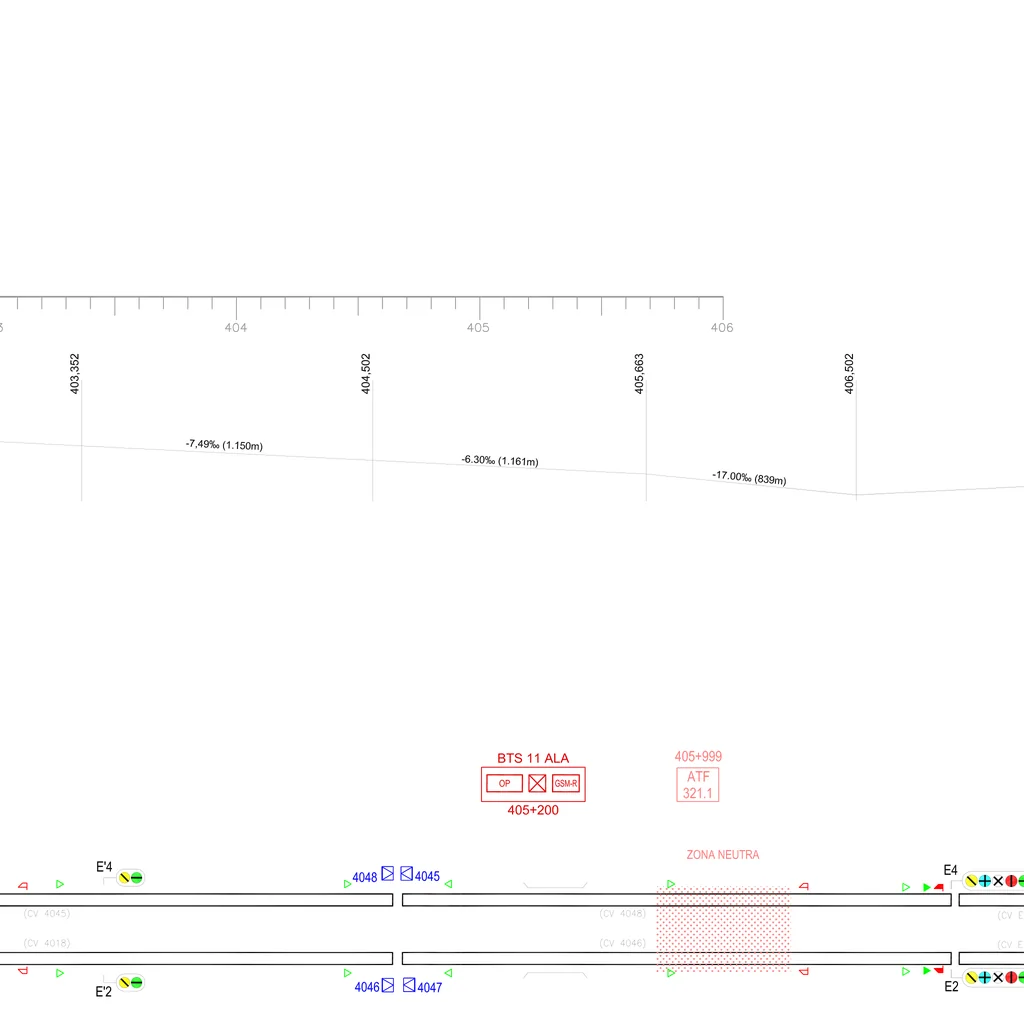 404
405
406
403,352
404,502
405,663
406,502
-7,49‰ (1.150m)
-6.30‰ (1.161m)
-17.00‰ (839m)
BTS 11 ALA
OP
GSM-R
405+200
405+999
ATF
321.1
ZONA NEUTRA
E'4
4048
4045
E4
(CV 4045)
(CV 4048)
(CV 4018)
(CV 4046)
E'2
4046
4047
E2